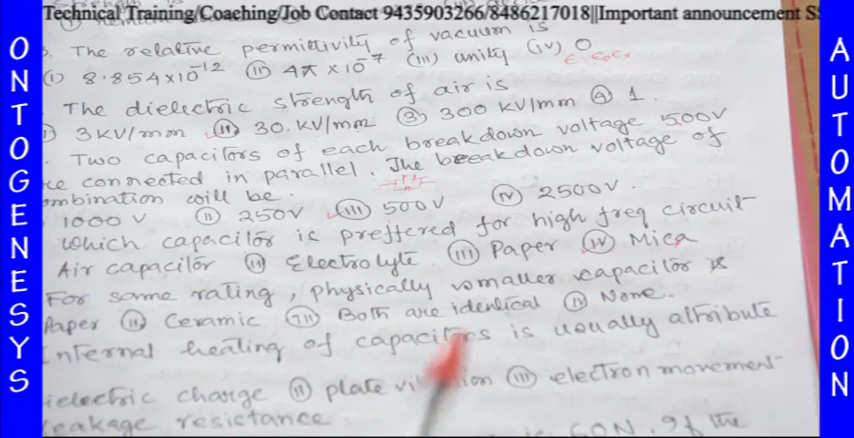 Technical Training/Coaching/Job Contact 9435903266/8486217018||Important announcement S
ONTOGENESYS
AUTOMATION
The relative permittivity of vacuum is
(i) 8.854×10⁻¹² (ii) 4π×10⁻⁷ (iii) unity (iv) 0
The dielectric strength of air is
3KV/mm (ii) 30.KV/mm (3) 300 KV/mm (4) 1.
Two capacitors of each breakdown voltage 500V
connected in parallel. The breakdown voltage of
ombination will be.
1000 V (ii) 250V (iii) 500V (iv) 2500V.
which capacitor is preffered for high freq circuit
Air capacitor (ii) Electrolyte (iii) Paper (iv) Mica
For same rating, physically smaller capacitor is
Paper (ii) Ceramic (iii) Both are identical (iv) None.
Internal heating of capacitors is usually attribute
ielectric charge (ii) plate (iii) electron movement
eakage resistance